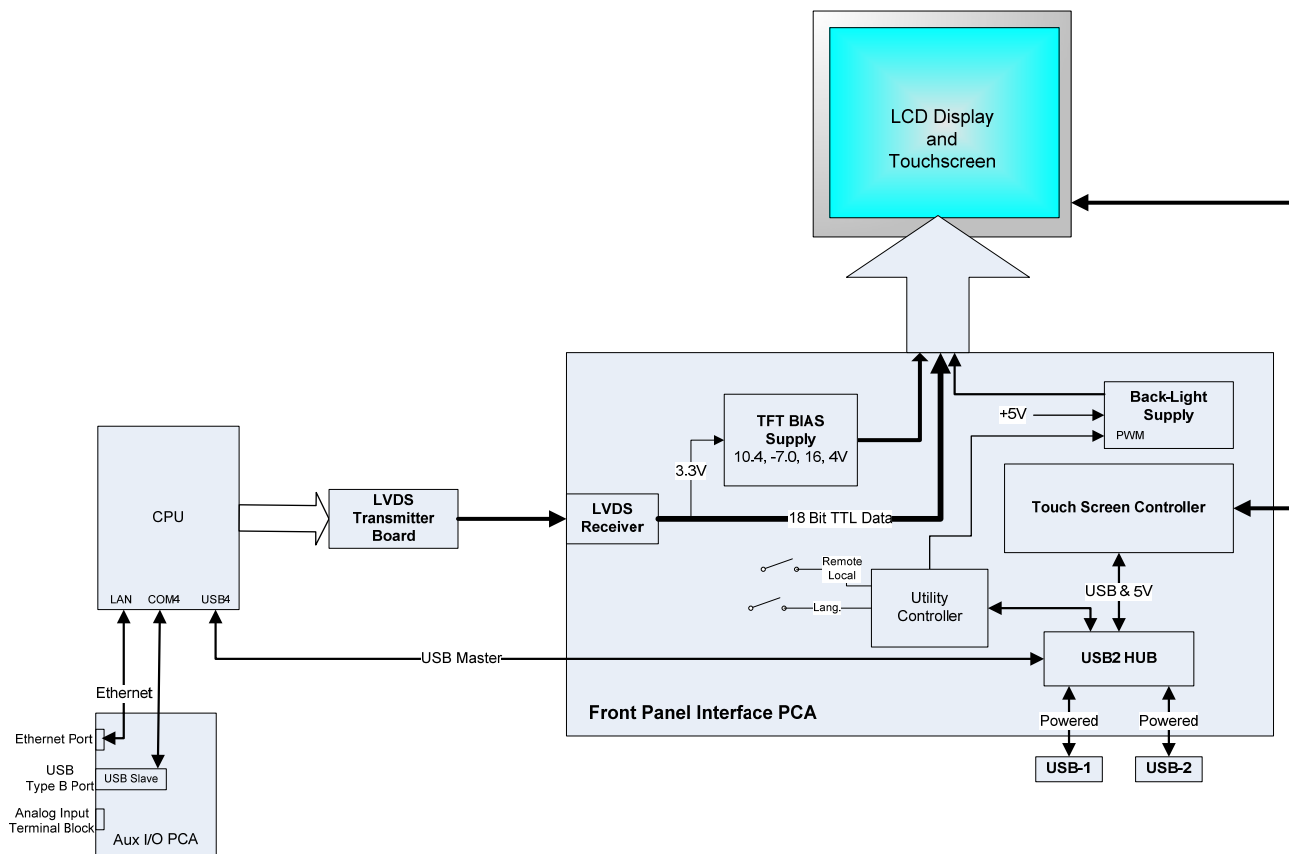 LCD Display
and
Touchscreen
Back-Light
Supply
+5V
PWM
TFT BIAS
Supply
10.4, -7.0, 16, 4V
3.3V
CPU
LVDS
Transmitter
Board
LVDS
Receiver
18 Bit TTL Data
Touch Screen Controller
Remote
Local
Lang.
Utility
Controller
USB & 5V
LAN
COM4
USB4
USB Master
USB2 HUB
Ethernet
Front Panel Interface PCA
Powered
Powered
USB-1
USB-2
Ethernet Port
USB
Type B Port
USB Slave
Analog Input
Terminal Block
Aux I/O PCA